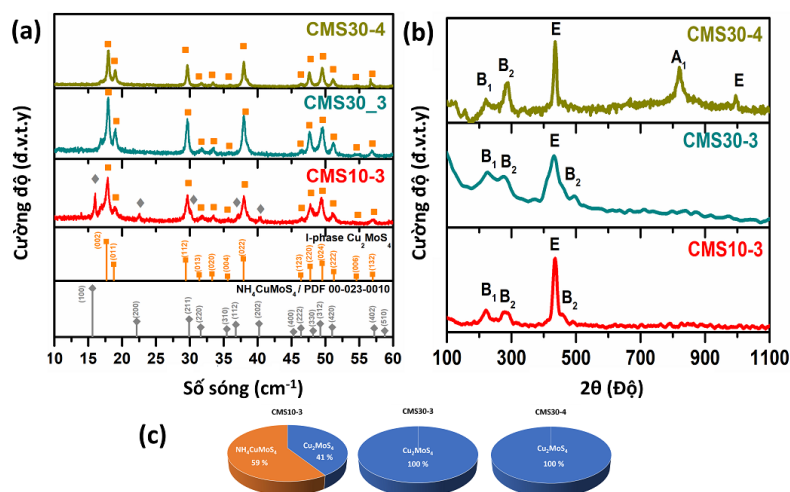 (a)
CMS30-4
CMS30_3
CMS10-3
Cường độ (đ.v.t.y)
(002)
(011)
(112)
(013)
(020)
(004)
(022)
(123)
(220)
(024)
(222)
(006)
(132)
I-phase Cu₂MoS₄
NH₄CuMoS₄ / PDF 00-023-0010
(100)
(200)
(211)
(220)
(310)
(112)
(202)
(400)
(222)
(330)
(312)
(420)
(402)
(510)
10 15 20 25 30 35 40 45 50 55 60
Số sóng (cm⁻¹)
(b)
CMS30-4
B₁ B₂ E A₁ E
CMS30-3
B₁ B₂ E B₂
CMS10-3
B₁ B₂ E B₂
Cường độ (đ.v.t.y)
100 300 500 700 900 1100
2θ (Độ)
(c)
CMS10-3
NH₄CuMoS₄
59 %
Cu₂MoS₄
41 %
CMS30-3
Cu₂MoS₄
100 %
CMS30-4
Cu₂MoS₄
100 %